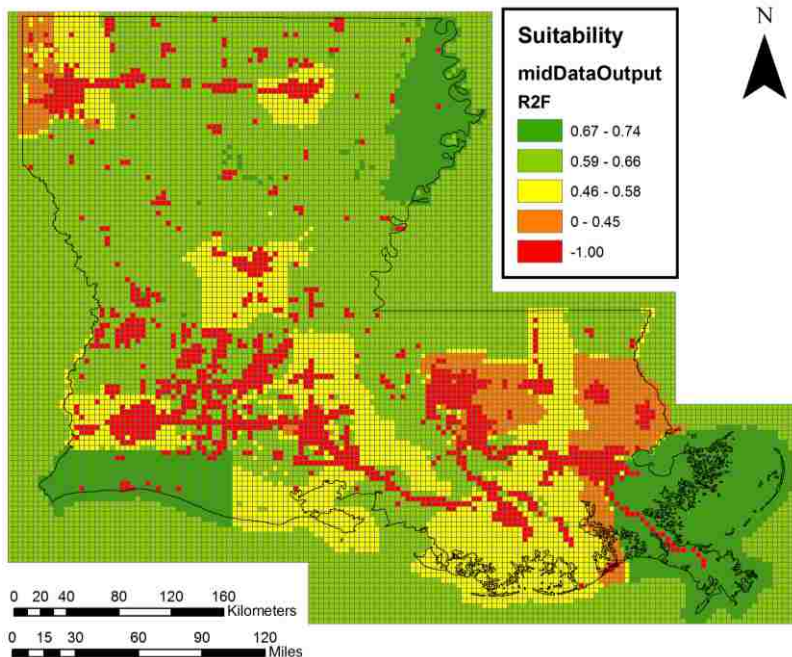 N
Suitability
midDataOutput
R2F
0.67 - 0.74
0.59 - 0.66
0.46 - 0.58
0 - 0.45
-1.00
0 20 40 80 120 160
Kilometers
0 15 30 60 90 120
Miles